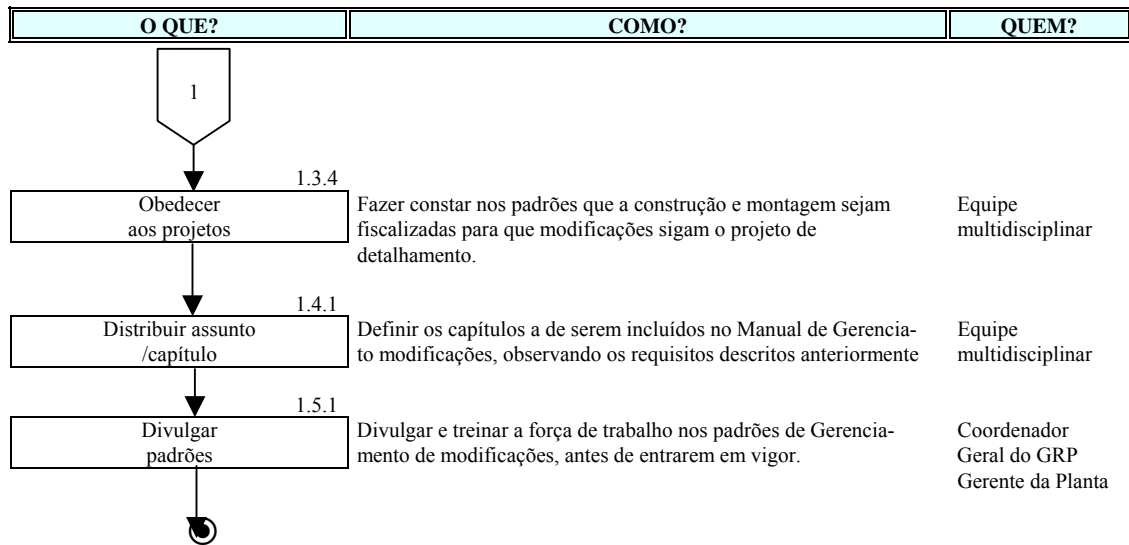 O QUE? COMO? QUEM?
1
1.3.4
Obedecer
aos projetos
Fazer constar nos padrões que a construção e montagem sejam
fiscalizadas para que modificações sigam o projeto de
detalhamento.
Equipe
multidisciplinar
1.4.1
Distribuir assunto
/capítulo
Definir os capítulos a de serem incluídos no Manual de Gerencia-
to modificações, observando os requisitos descritos anteriormente
Equipe
multidisciplinar
1.5.1
Divulgar
padrões
Divulgar e treinar a força de trabalho nos padrões de Gerencia-
mento de modificações, antes de entrarem em vigor.
Coordenador
Geral do GRP
Gerente da Planta